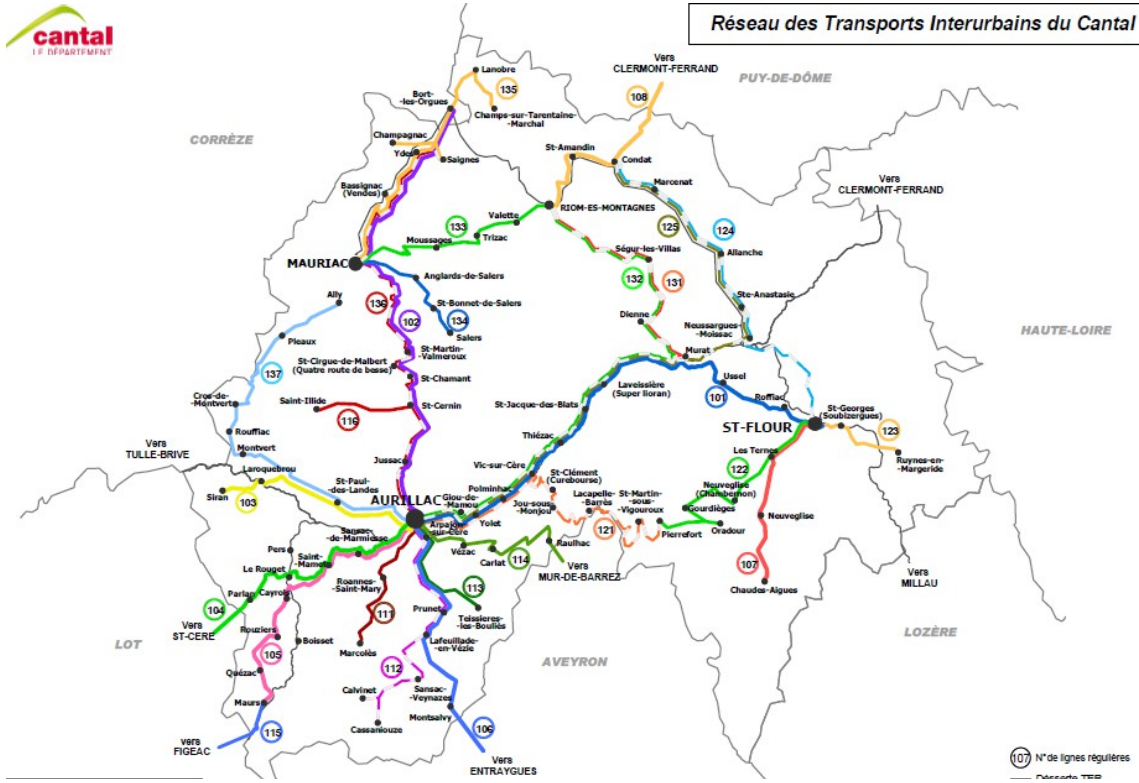 cantal
LE DÉPARTEMENT
Réseau des Transports Interurbains du Cantal
Vers
CLERMONT-FERRAND
PUY-DE-DÔME
Lanobre
135
108
Bort-
-les-Orgues
Champs-sur-Tarentaine-
-Marchal
CORRÈZE
Champagnac
Ydes
Saignes
St-Amandin
Condat
Marcenat
Vers
CLERMONT-FERRAND
Bassignac
(Vendes)
RIOM-ES-MONTAGNES
Valette
133
Trizac
Moussages
125
124
Allanche
Ségur-les-Villas
MAURIAC
132
131
Anglards-de-Salers
Ally
136
102
St-Bonnet-de-Salers
134
Salers
Ste-Anastasie
Dienne
Neussargues-
-Moissac
HAUTE-LOIRE
Pleaux
St-Martin-
-Valmeroux
Murat
St-Cirgue-de-Malbert
(Quatre route de besse)
137
St-Chamant
Laveissière
(Super lioran)
Ussel
101
Roffiac
Cros-de-
-Montvert
Saint-Illide
St-Cernin
116
St-Jacque-des-Blats
St-Georges
(Soubizergues)
ST-FLOUR
123
Rouffiac
Thiézac
Vers
TULLE-BRIVE
Montvert
Jussac
Les Ternes
Ruynes-en-
-Margeride
Laroquebrou
Vic-sur-Cère
St-Clément
(Curebourse)
122
Siran
103
St-Paul-
-des-Landes
Polminhac
AURILLAC
Giou-de-
-Mamou
Jou-sous-
-Monjou
Lacapelle-
-Barrès
St-Martin-
-sous-
-Vigouroux
Neuveglise
(Chambernon)
Gourdièges
Yolet
Arpajon-
-sur-Cère
121
Pierrefort
Oradour
Neuveglise
Sansac-
-de-Marmiesse
Vézac
Raulhac
Carlat
114
Pers
Saint-
-Mamet
Vers
MUR-DE-BARREZ
107
Vers
MILLAU
Le Rouget
Roannes-
-Saint-Mary
113
Chaudes-Aigues
Parlan
Cayrols
104
111
Prunet
Teissieres-
-les-Bouliès
Vers
ST-CERE
Rouziers
Boisset
Lafeuillade-
-en-Vézie
LOT
105
Marcolès
AVEYRON
LOZÈRE
Quézac
112
Calvinet
Sansac-
-Veynazes
Maurs
Montsalvy
Cassaniouze
vers
FIGEAC
115
106
Vers
ENTRAYGUES
107 N°de lignes régulières
Désserte TER